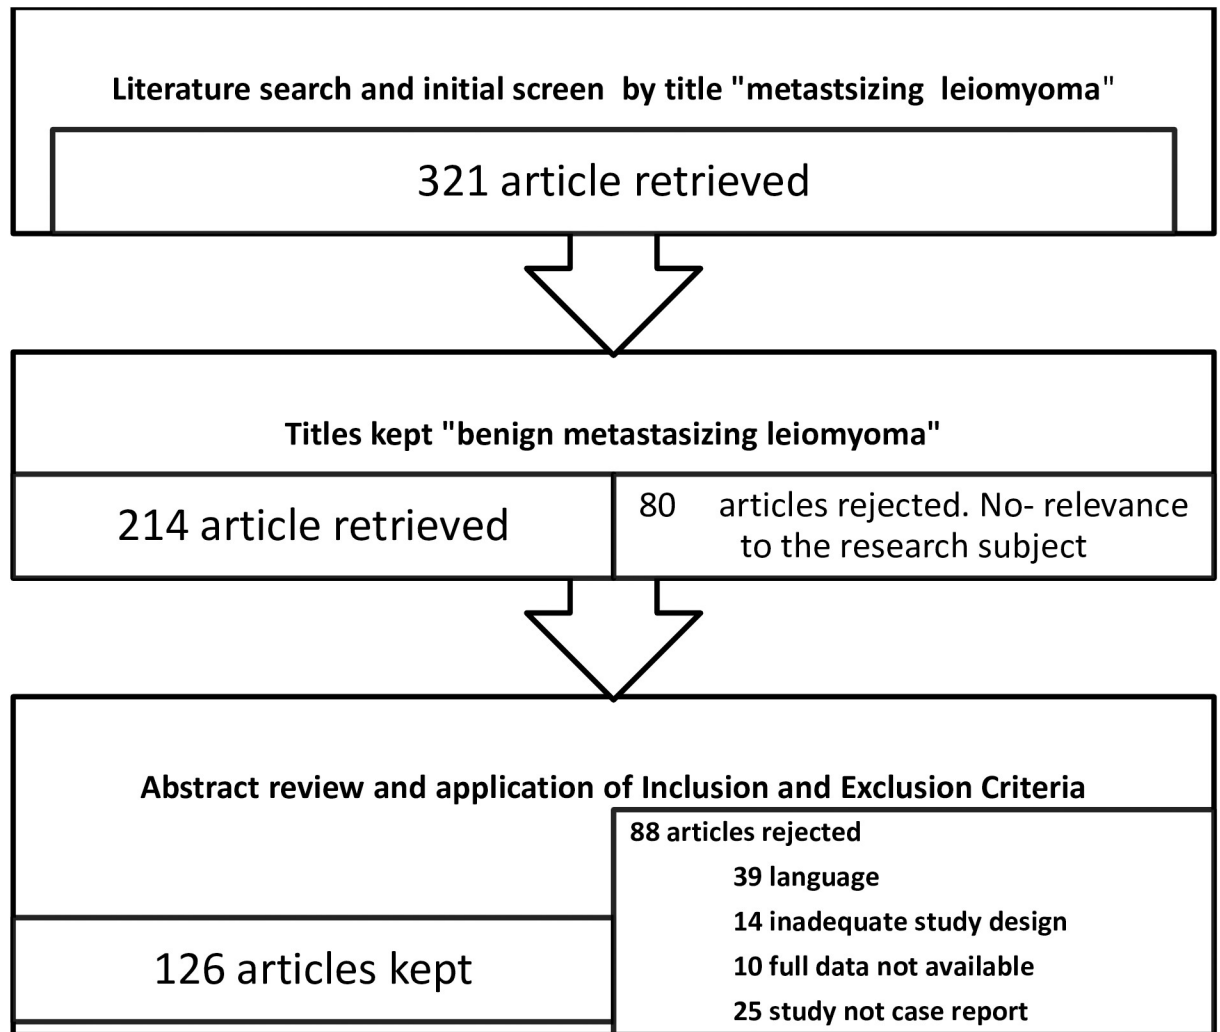 Literature search and initial screen by title "metastsizing leiomyoma"
321 article retrieved
Titles kept "benign metastasizing leiomyoma"
214 article retrieved
80 articles rejected. No- relevance
to the research subject
Abstract review and application of Inclusion and Exclusion Criteria
88 articles rejected
39 language
14 inadequate study design
10 full data not available
25 study not case report
126 articles kept